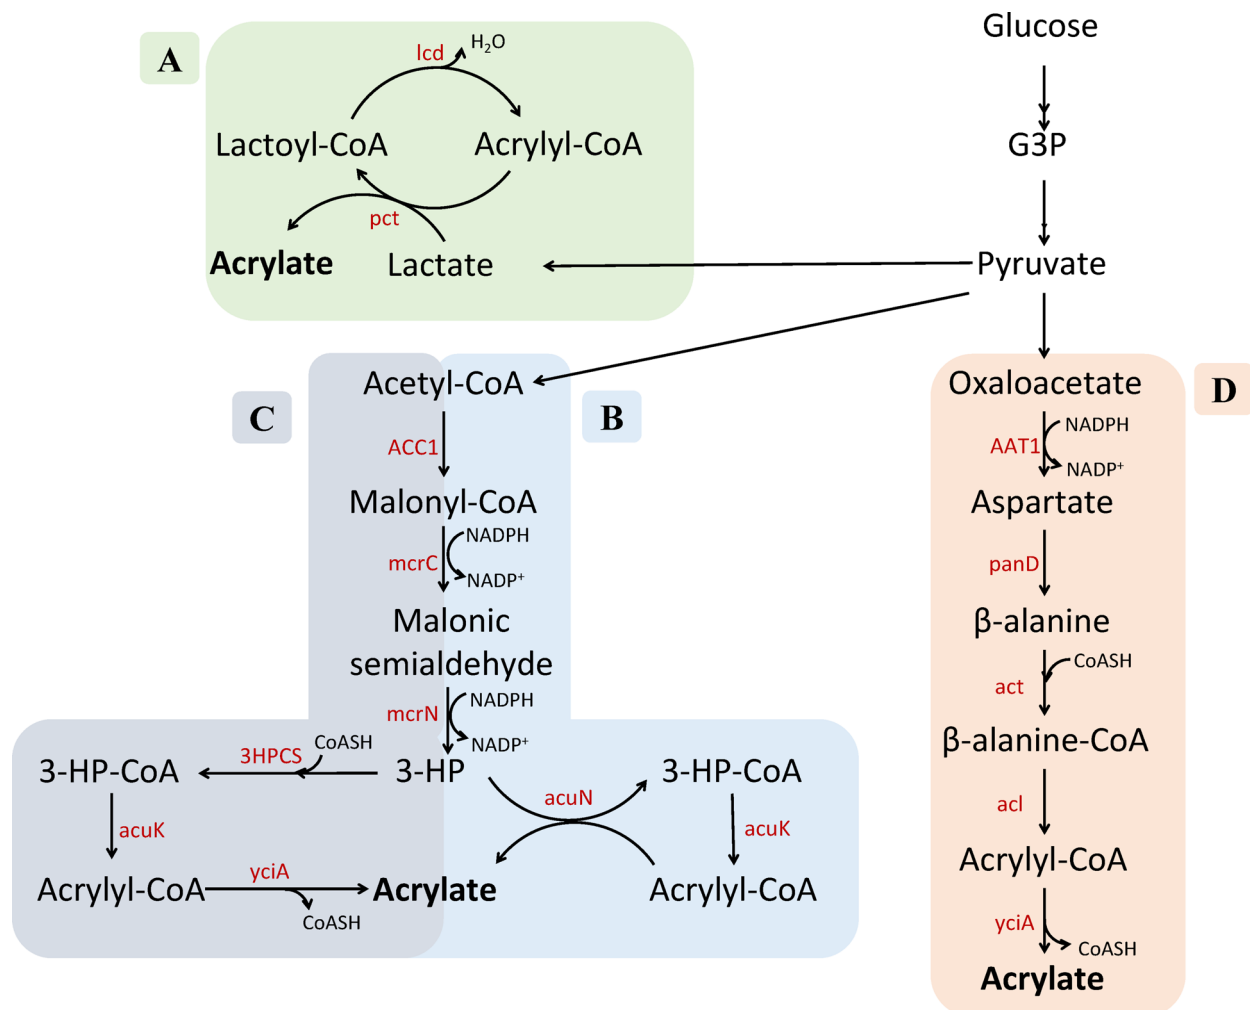 Glucose
G3P
Pyruvate
A
lcd
H₂O
Lactoyl-CoA
Acrylyl-CoA
pct
Acrylate
Lactate
C
B
Acetyl-CoA
ACC1
Malonyl-CoA
mcrC
NADPH
NADP⁺
Malonic
semialdehyde
mcrN
NADPH
NADP⁺
3-HP-CoA
3HPCS
CoASH
3-HP
acuN
3-HP-CoA
acuK
acuK
Acrylyl-CoA
yciA
CoASH
Acrylate
Acrylyl-CoA
D
Oxaloacetate
AAT1
NADPH
NADP⁺
Aspartate
panD
β-alanine
act
CoASH
β-alanine-CoA
acl
Acrylyl-CoA
yciA
CoASH
Acrylate